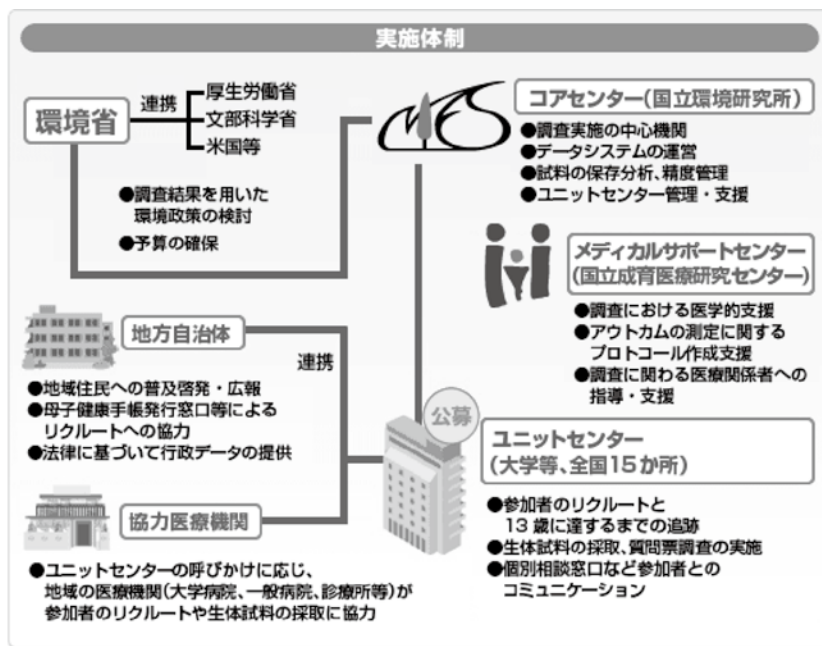 実施体制
環境省
連携
厚生労働省
文部科学省
米国等
●調査結果を用いた
環境政策の検討
●予算の確保
コアセンター(国立環境研究所)
●調査実施の中心機関
●データシステムの運営
●試料の保存分析、精度管理
●ユニットセンター管理・支援
メディカルサポートセンター
(国立成育医療研究センター)
●調査における医学的支援
●アウトカムの測定に関する
プロトコール作成支援
●調査に関わる医療関係者への
指導・支援
地方自治体
連携
●地域住民への普及啓発・広報
●母子健康手帳発行窓口等による
リクルートへの協力
●法律に基づいて行政データの提供
公募
ユニットセンター
(大学等、全国15か所)
●参加者のリクルートと
13歳に達するまでの追跡
●生体試料の採取、質問票調査の実施
●個別相談窓口など参加者との
コミュニケーション
協力医療機関
●ユニットセンターの呼びかけに応じ、
地域の医療機関(大学病院、一般病院、診療所等)が
参加者のリクルートや生体試料の採取に協力